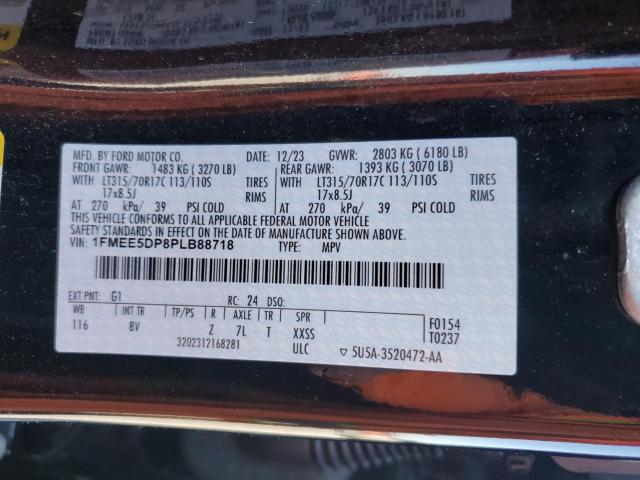 MFD. BY FORD MOTOR CO. DATE: 12/23 GVWR: 2803 KG ( 6180 LB)
FRONT GAWR: 1483 KG ( 3270 LB) REAR GAWR: 1393 KG ( 3070 LB)
WITH LT315/70R17C 113/110S TIRES WITH LT315/70R17C 113/110S TIRES
17x8.5J RIMS 17x8.5J RIMS
AT 270 kPa/ 39 PSI COLD AT 270 kPa/ 39 PSI COLD
THIS VEHICLE CONFORMS TO ALL APPLICABLE FEDERAL MOTOR VEHICLE
SAFETY STANDARDS IN EFFECT ON THE DATE OF MANUFACTURE SHOWN ABOVE.
VIN: 1FMEE5DP8PLB88718 TYPE: MPV
EXT PNT: G1 RC: 24 DSO:
WB INT TR TP/PS R AXLE TR SPR F0154
116 BV Z 7L T XXSS T0237
3202312168281 ULC ▽ 5U5A-3520472-AA